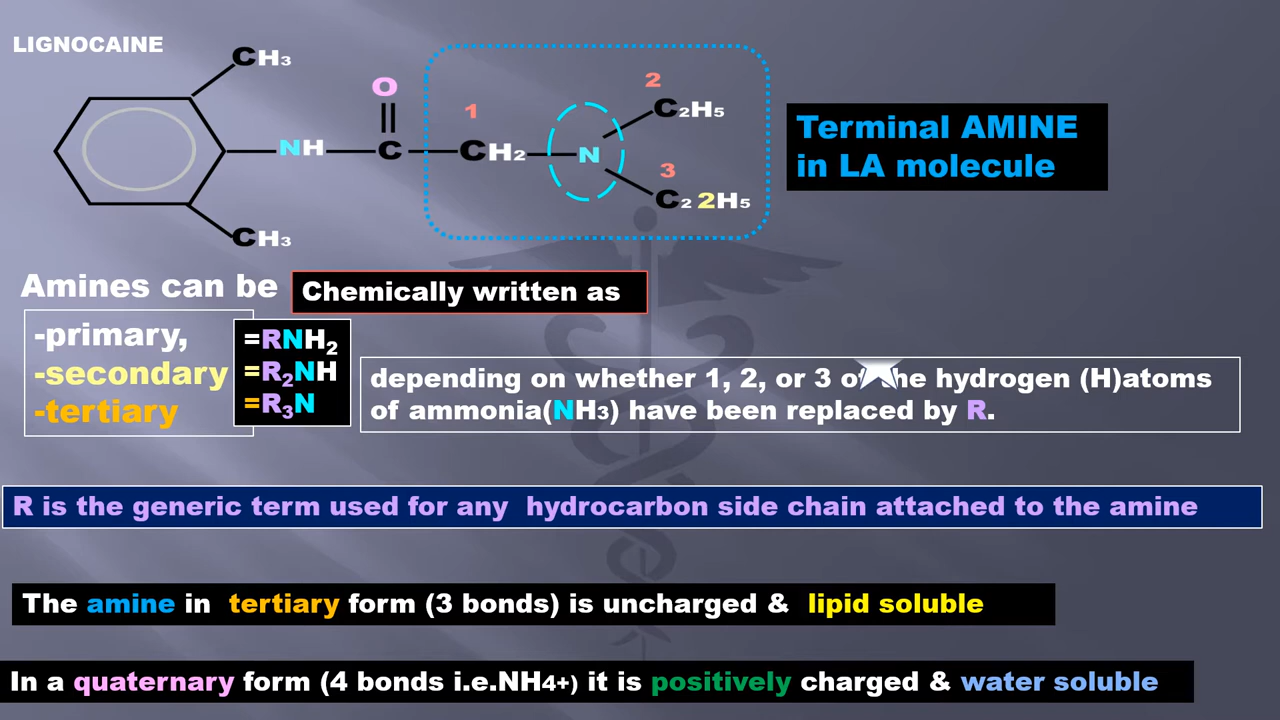 LIGNOCAINE
CH3
O
1
2
C2H5
NH
C
CH2
N
3
C2 2H5
CH3
Terminal AMINE
in LA molecule
Amines can be
Chemically written as
-primary,
-secondary
-tertiary
=RNH2
=R2NH
=R3N
depending on whether 1, 2, or 3 of the hydrogen (H)atoms
of ammonia(NH3) have been replaced by R.
R is the generic term used for any hydrocarbon side chain attached to the amine
The amine in tertiary form (3 bonds) is uncharged & lipid soluble
In a quaternary form (4 bonds i.e.NH4+) it is positively charged & water soluble